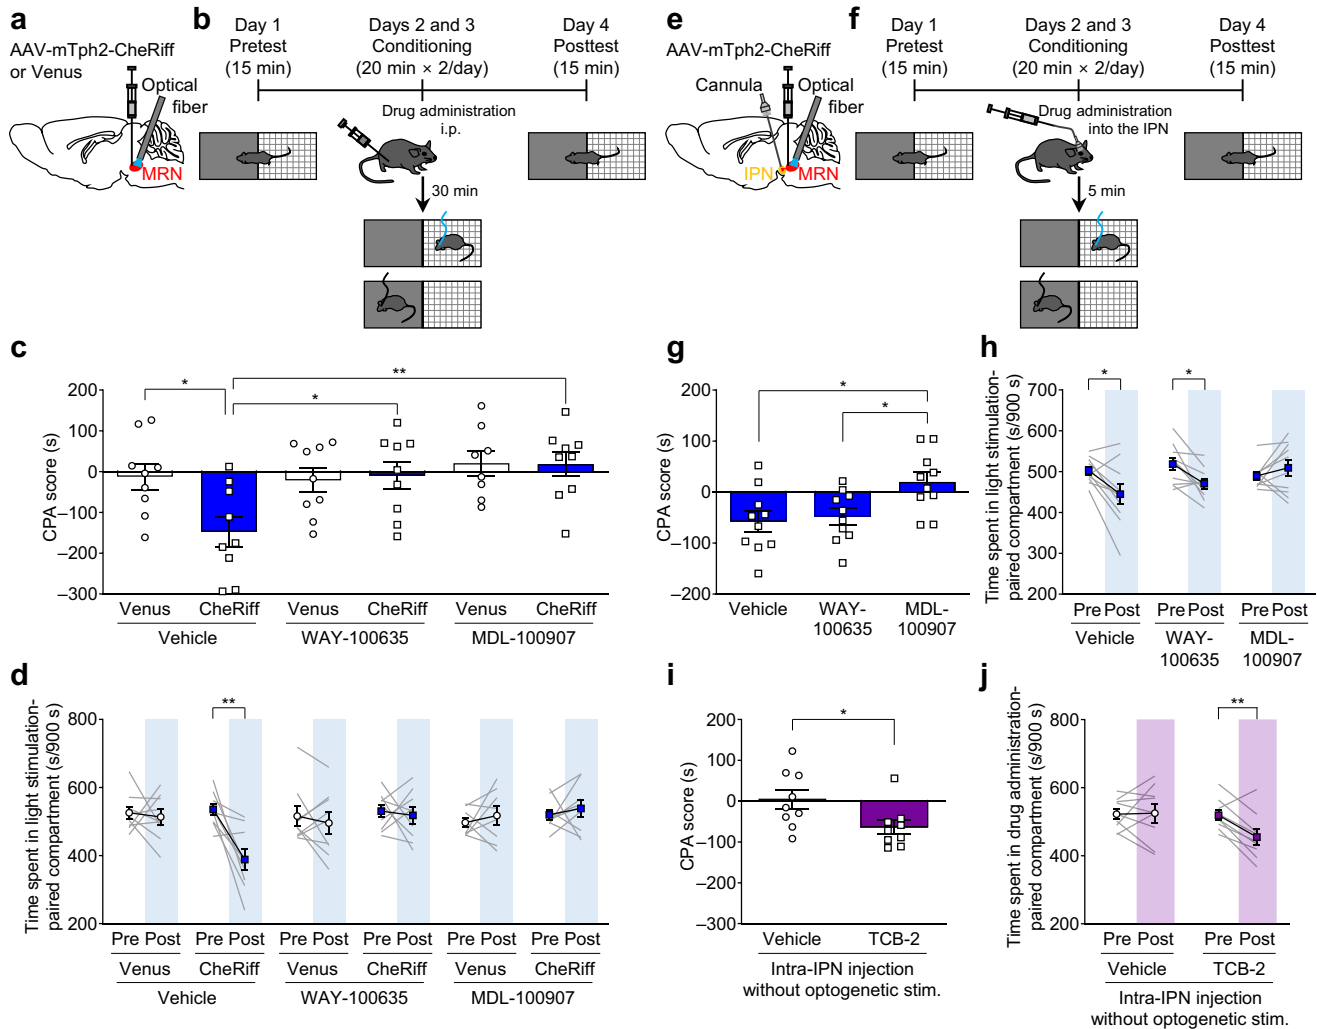 a
AAV-mTph2-CheRiff
or Venus
Optical
fiber
MRN
b
Day 1
Pretest
(15 min)
Days 2 and 3
Conditioning
(20 min × 2/day)
Day 4
Posttest
(15 min)
Drug administration
i.p.
30 min
e
AAV-mTph2-CheRiff
Cannula
Optical
fiber
IPN
MRN
f
Day 1
Pretest
(15 min)
Days 2 and 3
Conditioning
(20 min × 2/day)
Day 4
Posttest
(15 min)
Drug administration
into the IPN
5 min
c
CPA score (s)
200
100
0
–100
–200
–300
*
**
*
Venus CheRiff Venus CheRiff Venus CheRiff
Vehicle WAY-100635 MDL-100907
g
CPA score (s)
200
100
0
–100
–200
*
*
Vehicle WAY- MDL-
100635 100907
h
Time spent in light stimulation-
paired compartment (s/900 s)
700
600
500
400
300
200
* *
Pre Post Pre Post Pre Post
Vehicle WAY- MDL-
100635 100907
d
Time spent in light stimulation-
paired compartment (s/900 s)
800
600
400
200
**
Pre Post Pre Post Pre Post Pre Post Pre Post Pre Post
Venus CheRiff Venus CheRiff Venus CheRiff
Vehicle WAY-100635 MDL-100907
i
CPA score (s)
200
100
0
–100
–200
–300
*
Vehicle TCB-2
Intra-IPN injection
without optogenetic stim.
j
Time spent in drug administration-
paired compartment (s/900 s)
800
600
400
200
**
Pre Post Pre Post
Vehicle TCB-2
Intra-IPN injection
without optogenetic stim.